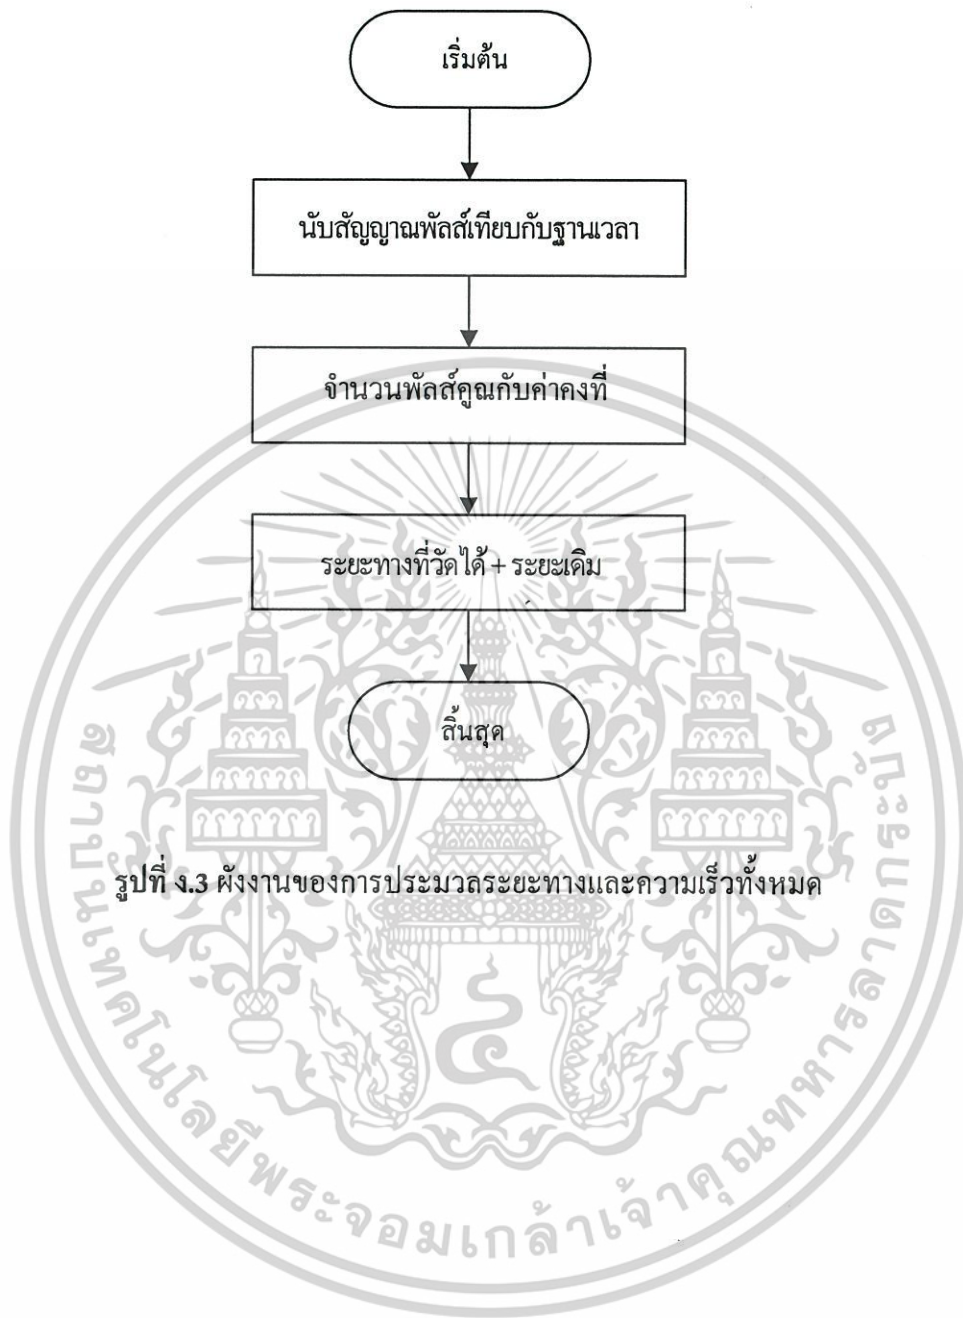 เริ่มต้น
นับสัญญาณพัลส์เทียบกับฐานเวลา
จำนวนพัลส์คูณกับค่าคงที่
ระยะทางที่วัดได้ + ระยะเดิม
สิ้นสุด
รูปที่ ง.3 ผังงานของการประมวลระยะทางและความเร็วทั้งหมด
สถาบันเทคโนโลยีพระจอมเกล้าเจ้าคุณทหารลาดกระบัง
๔